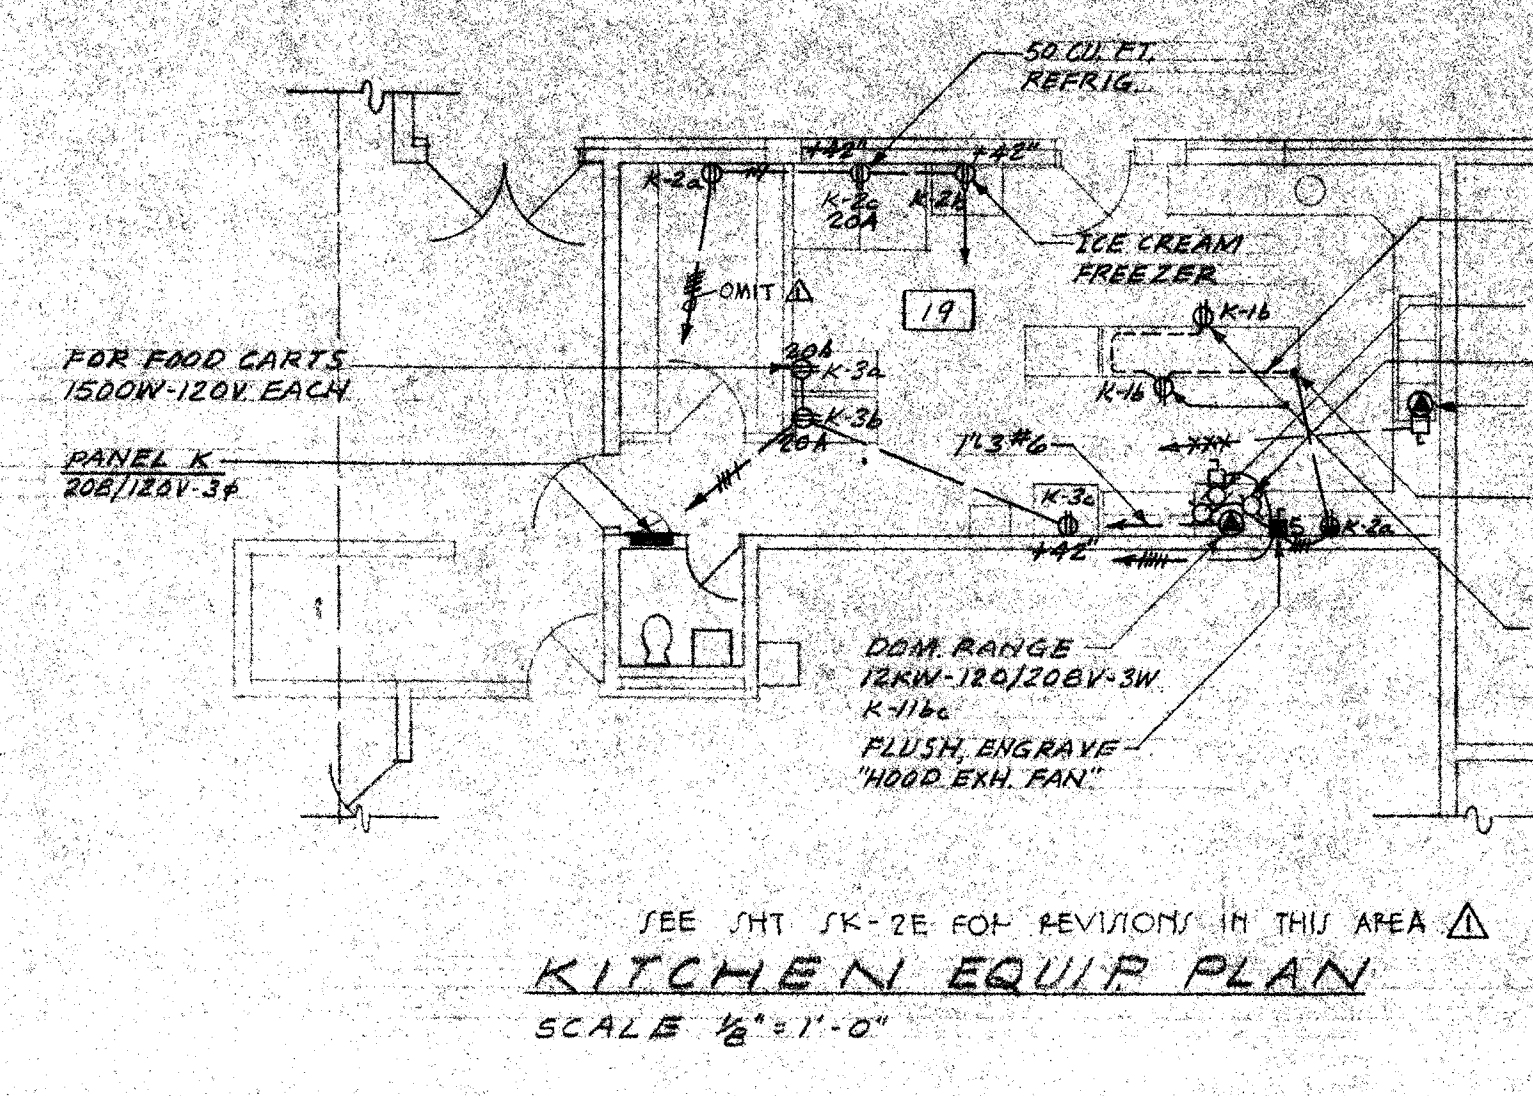 50 CU. FT.
REFRIG.
+42"
+42"
K-2a
K-2c
20A
K-2b
ICE CREAM
FREEZER
OMIT 1
19
K-1b
FOR FOOD CARTS
1500W-120V EACH
20A
K-3a
K-1b
K-3b
20A
1"C 3#6
PANEL K
208/120V-3φ
K-3c
+42"
S
K-2a
DOM. RANGE
12KW-120/208V-3W
K-11bc
FLUSH, ENGRAVE
"HOOD EXH. FAN"
SEE SHT SK-2E FOR REVISIONS IN THIS AREA 1
KITCHEN EQUIP. PLAN
SCALE 1/8" = 1'-0"